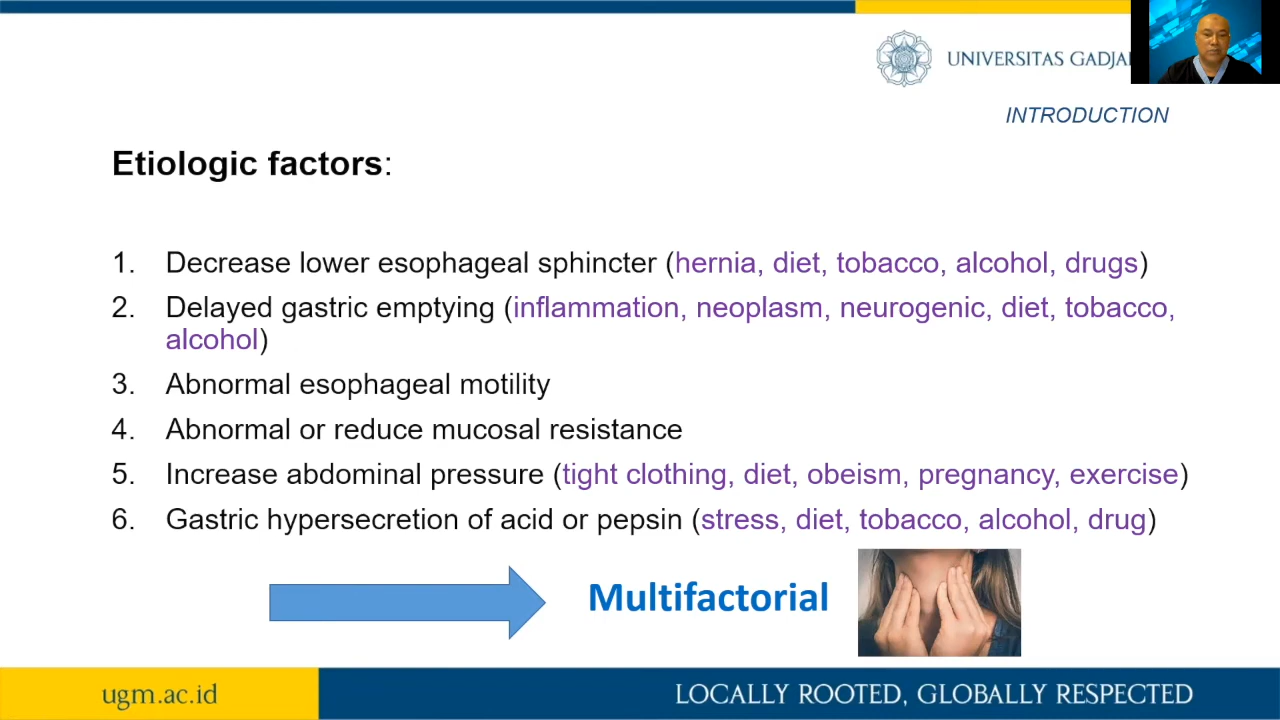 UNIVERSITAS GADJAH
INTRODUCTION
Etiologic factors:
1. Decrease lower esophageal sphincter (hernia, diet, tobacco, alcohol, drugs)
2. Delayed gastric emptying (inflammation, neoplasm, neurogenic, diet, tobacco,
alcohol)
3. Abnormal esophageal motility
4. Abnormal or reduce mucosal resistance
5. Increase abdominal pressure (tight clothing, diet, obeism, pregnancy, exercise)
6. Gastric hypersecretion of acid or pepsin (stress, diet, tobacco, alcohol, drug)
Multifactorial
ugm.ac.id
LOCALLY ROOTED, GLOBALLY RESPECTED